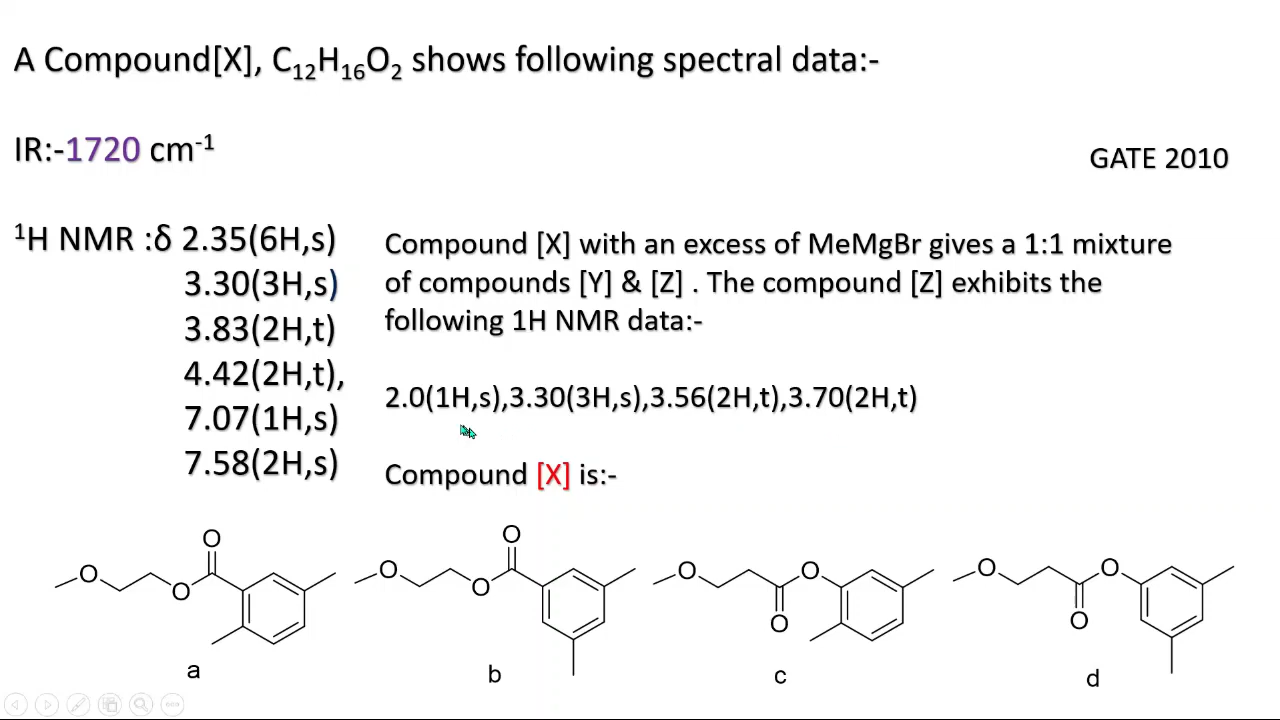 A Compound[X], C₁₂H₁₆O₂ shows following spectral data:-
IR:-1720 cm⁻¹
GATE 2010
¹H NMR :δ 2.35(6H,s)
3.30(3H,s)
3.83(2H,t)
4.42(2H,t),
7.07(1H,s)
7.58(2H,s)
Compound [X] with an excess of MeMgBr gives a 1:1 mixture
of compounds [Y] & [Z] . The compound [Z] exhibits the
following 1H NMR data:-
2.0(1H,s),3.30(3H,s),3.56(2H,t),3.70(2H,t)
Compound [X] is:-
O O O
a
O O O
b
O O O
c
O O O
d